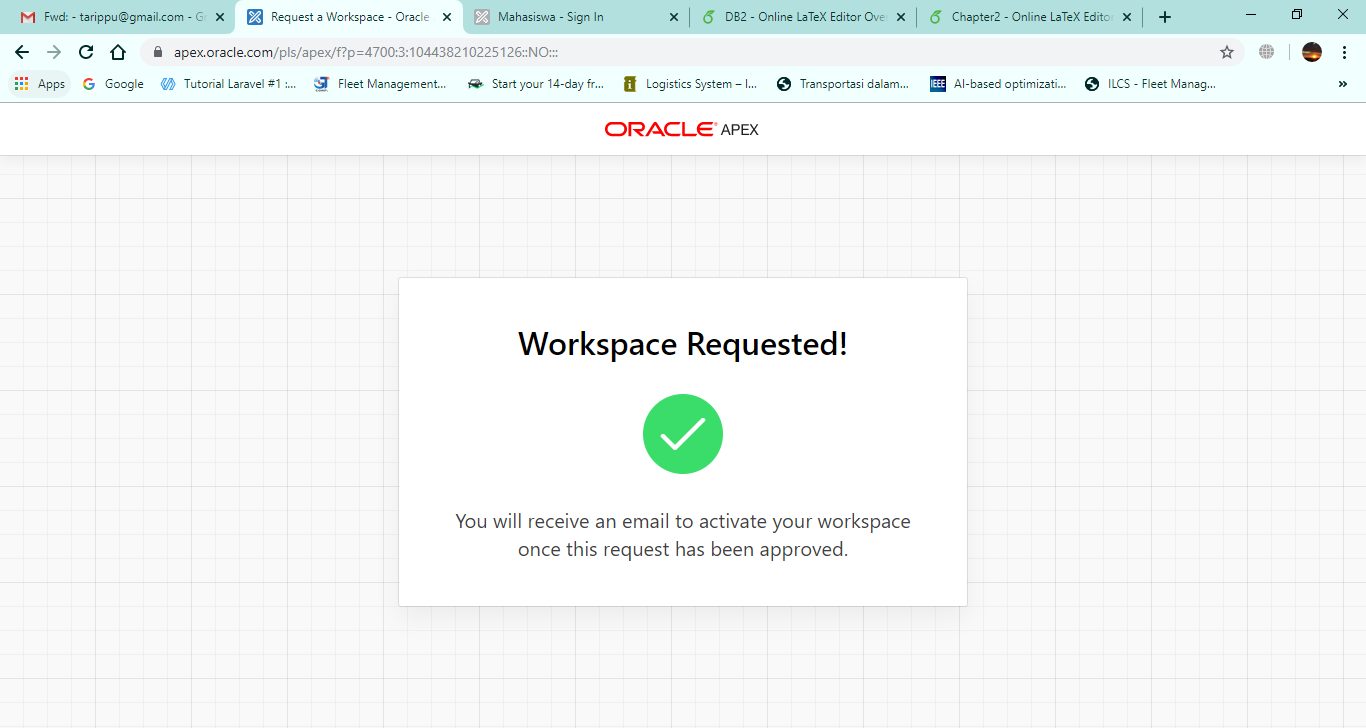 Fwd: - tarippu@gmail.com - G
Request a Workspace - Oracle
Mahasiswa - Sign In
DB2 - Online LaTeX Editor Over
Chapter2 - Online LaTeX Editor
apex.oracle.com/pls/apex/f?p=4700:3:104438210225126::NO:::
Apps
Google
Tutorial Laravel #1 :...
Fleet Management...
Start your 14-day fr...
Logistics System – I...
Transportasi dalam...
IEEE
AI-based optimizati...
ILCS - Fleet Manag...
»
ORACLE® APEX
Workspace Requested!
You will receive an email to activate your workspace
once this request has been approved.